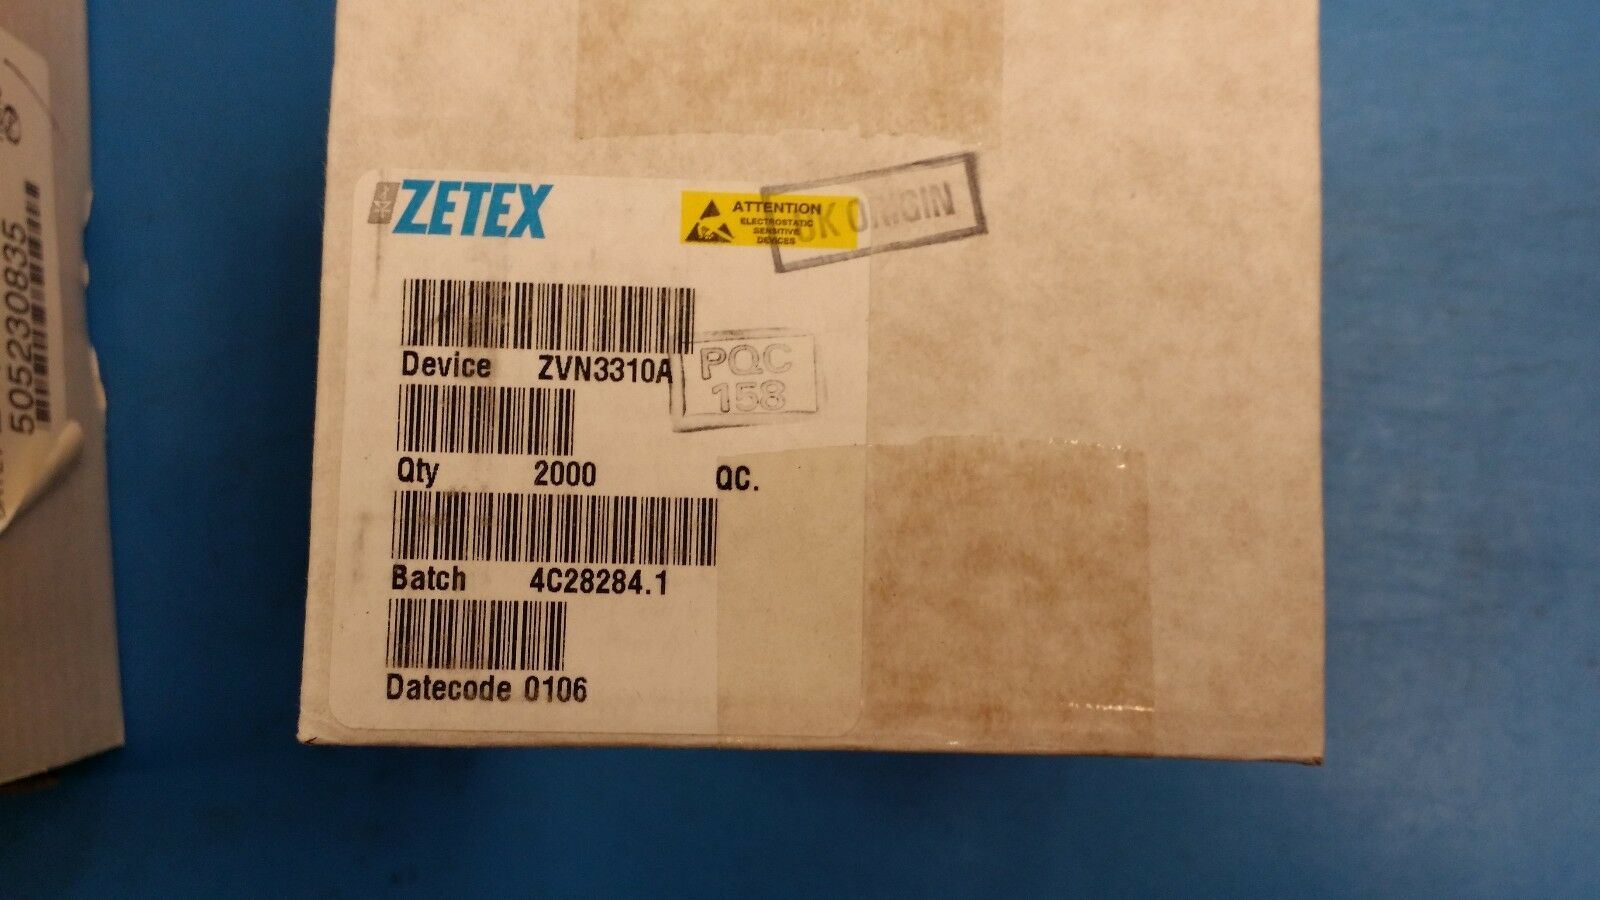 ZETEX
ATTENTION
ELECTROSTATIC
SENSITIVE
DEVICES
UK ORIGIN
Device ZVN3310A
PQC
158
Qty 2000 QC.
Batch 4C28284.1
Datecode 0106
505230835